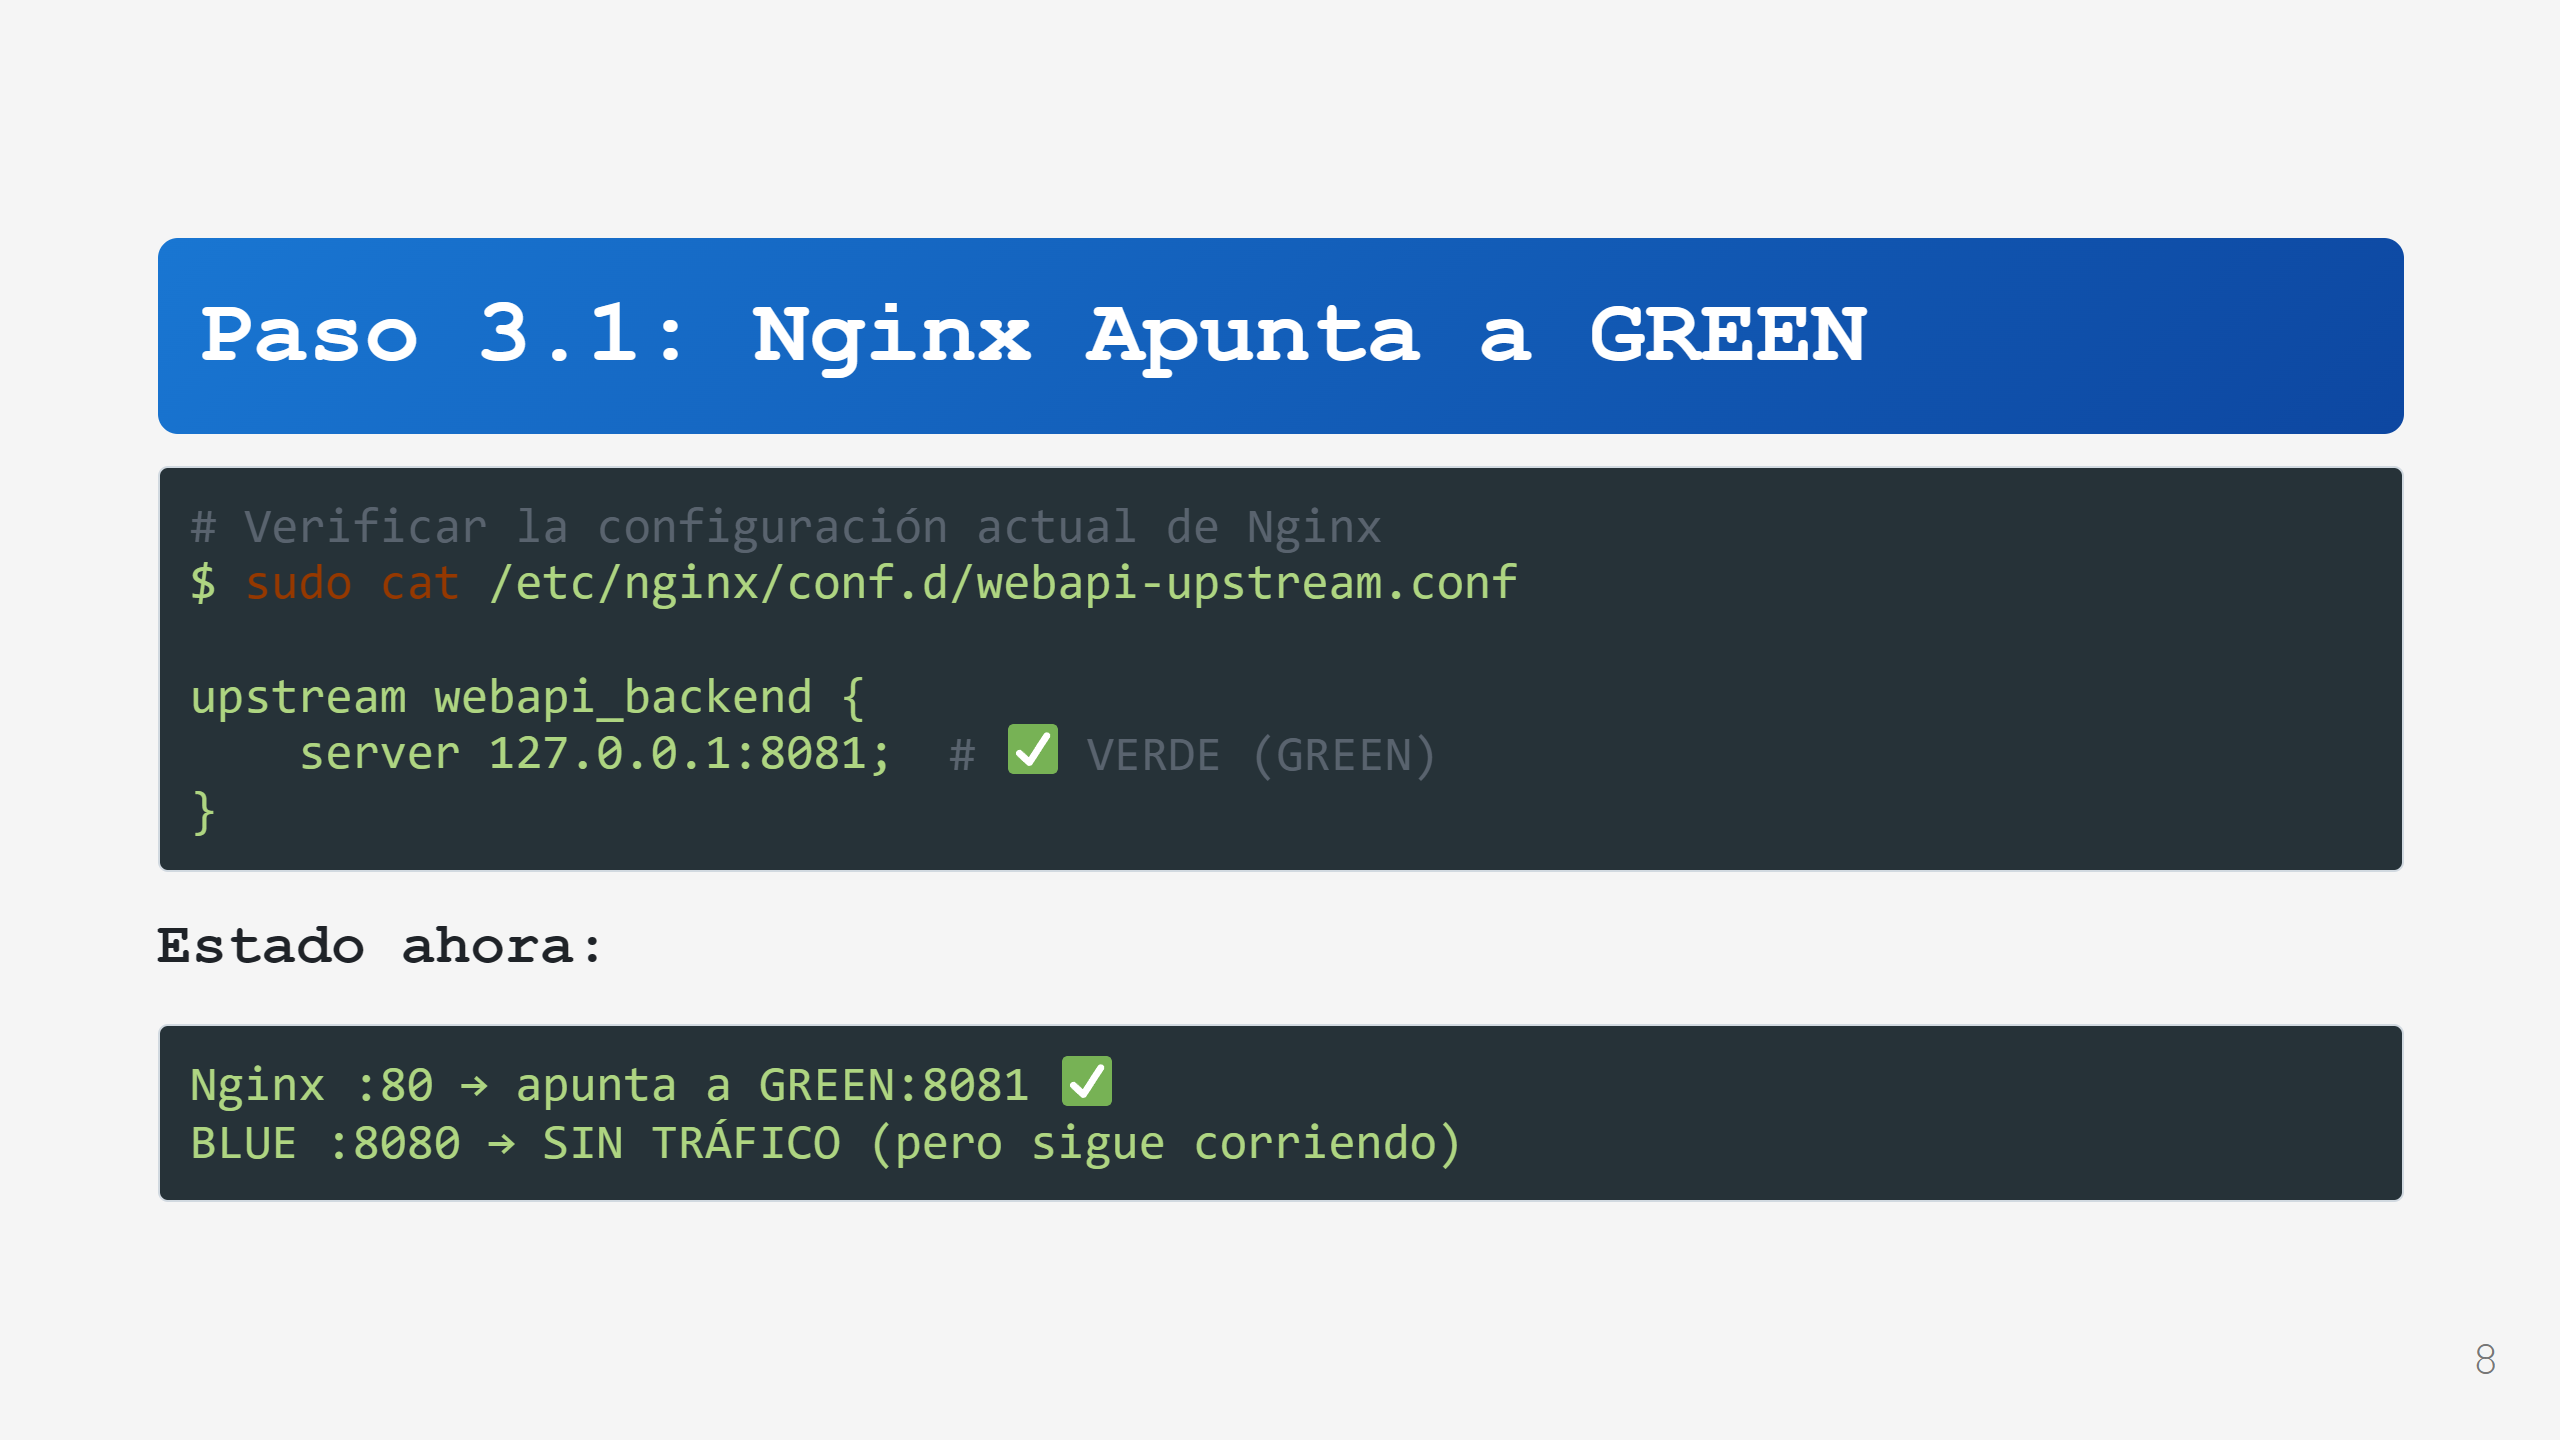 Paso 3.1: Nginx Apunta a GREEN
# Verificar la configuración actual de Nginx
$ sudo cat /etc/nginx/conf.d/webapi-upstream.conf
upstream webapi_backend {
    server 127.0.0.1:8081;  # ✅ VERDE (GREEN)
}
Estado ahora:
Nginx :80 → apunta a GREEN:8081 ✅
BLUE :8080 → SIN TRÁFICO (pero sigue corriendo)
8